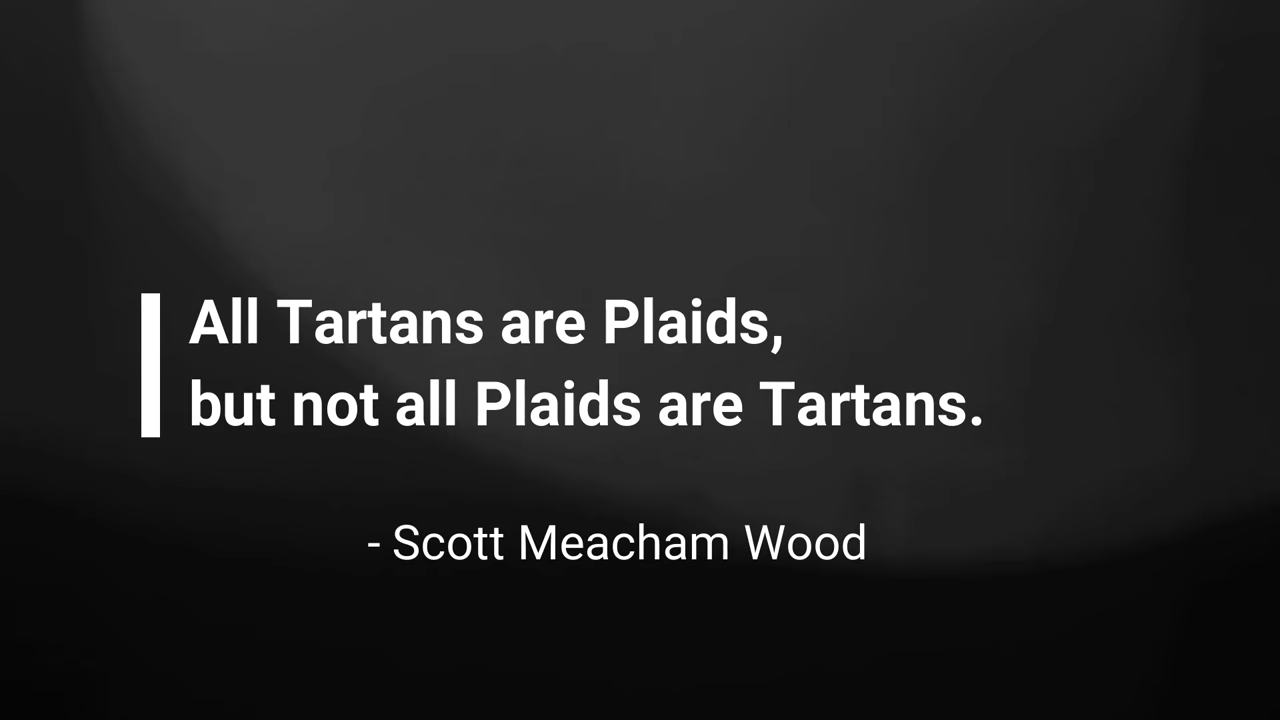 All Tartans are Plaids,
but not all Plaids are Tartans.
- Scott Meacham Wood